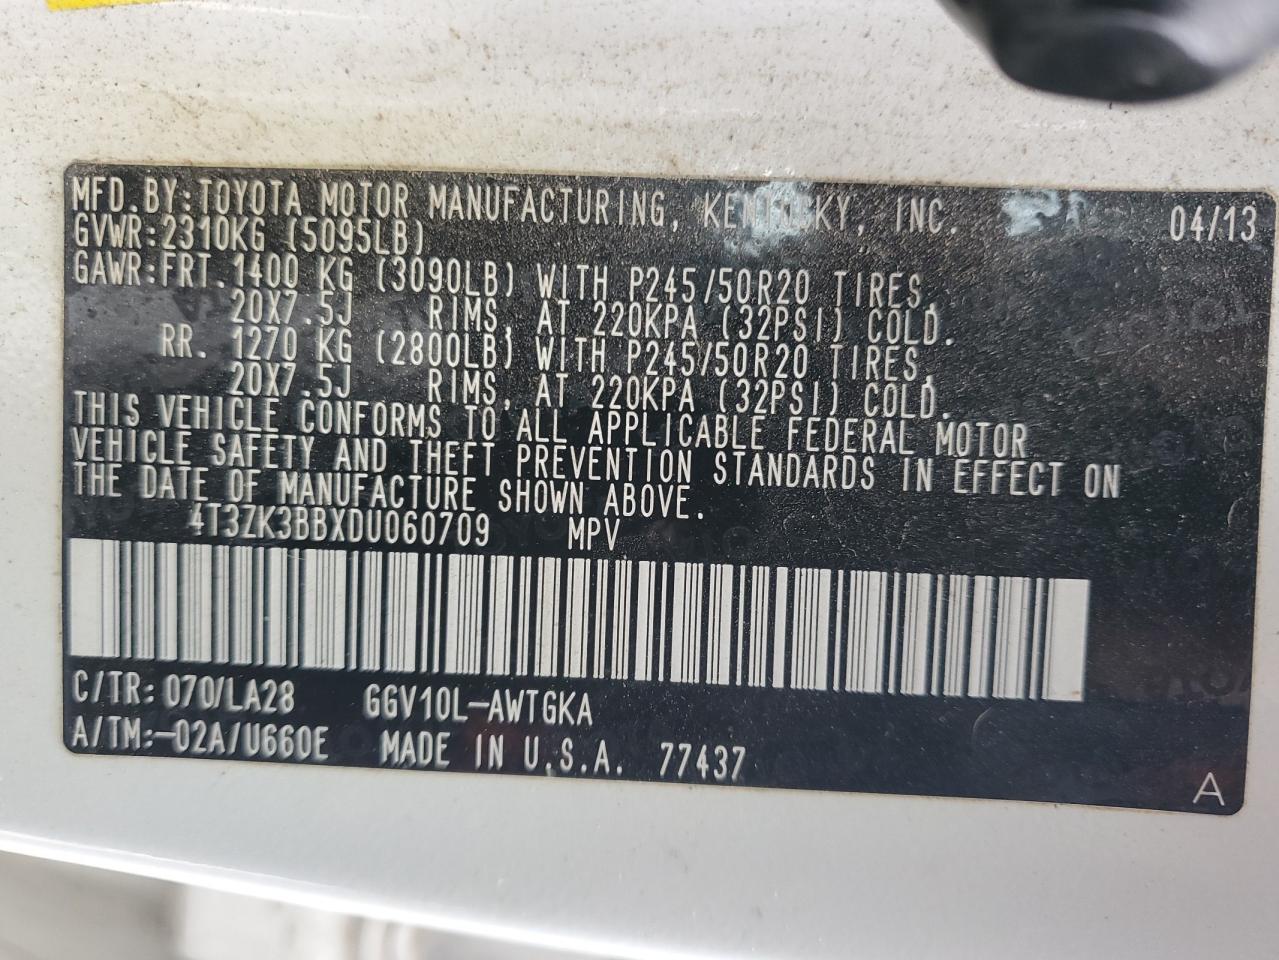 MFD. BY: TOYOTA MOTOR MANUFACTURING, KENTUCKY, INC. 04/13
GVWR: 2310KG (5095LB)
GAWR: FRT. 1400 KG (3090LB) WITH P245/50R20 TIRES,
20X7.5J RIMS, AT 220KPA (32PSI) COLD.
RR. 1270 KG (2800LB) WITH P245/50R20 TIRES,
20X7.5J RIMS, AT 220KPA (32PSI) COLD.
THIS VEHICLE CONFORMS TO ALL APPLICABLE FEDERAL MOTOR
VEHICLE SAFETY AND THEFT PREVENTION STANDARDS IN EFFECT ON
THE DATE OF MANUFACTURE SHOWN ABOVE.
4T3ZK3BBXDU060709 MPV
C/TR: 070/LA28 GGV10L-AWTGKA
A/TM:-02A/U660E MADE IN U.S.A. 77437
A